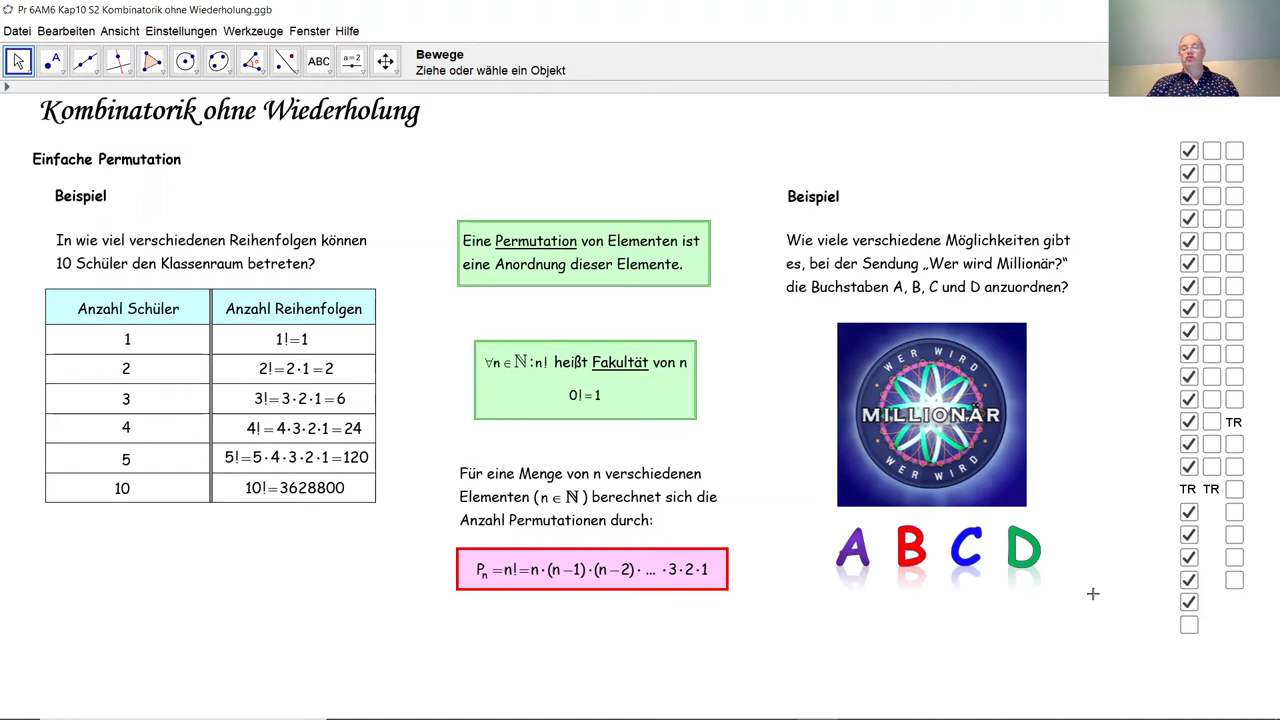 Pr 6AM6 Kap10 S2 Kombinatorik ohne Wiederholung.ggb
Datei Bearbeiten Ansicht Einstellungen Werkzeuge Fenster Hilfe
A
ABC
a=2
Bewege
Ziehe oder wähle ein Objekt
Kombinatorik ohne Wiederholung
Einfache Permutation
Beispiel
In wie viel verschiedenen Reihenfolgen können
10 Schüler den Klassenraum betreten?
Anzahl Schüler Anzahl Reihenfolgen
1 1!=1
2 2!=2·1=2
3 3!=3·2·1=6
4 4!=4·3·2·1=24
5 5!=5·4·3·2·1=120
10 10!=3628800
Eine Permutation von Elementen ist
eine Anordnung dieser Elemente.
∀n∈ℕ:n! heißt Fakultät von n
0!=1
Für eine Menge von n verschiedenen
Elementen (n∈ℕ) berechnet sich die
Anzahl Permutationen durch:
Pₙ=n!=n·(n−1)·(n−2)· … ·3·2·1
Beispiel
Wie viele verschiedene Möglichkeiten gibt
es, bei der Sendung „Wer wird Millionär?“
die Buchstaben A, B, C und D anzuordnen?
WER WIRD
MILLIONÄR
WER WIRD
A B C D
TR
TR TR